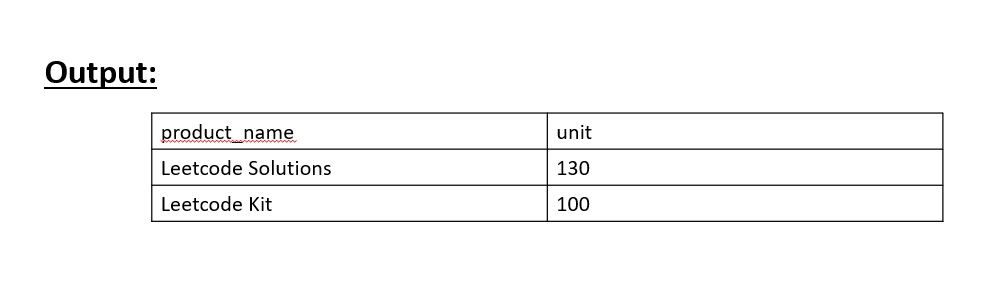 Output:
product_name unit
Leetcode Solutions 130
Leetcode Kit 100